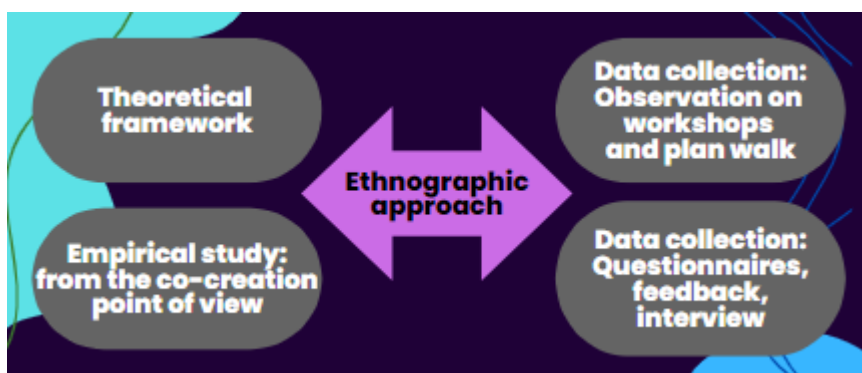 Theoretical
framework
Empirical study:
from the co-creation
point of view
Ethnographic
approach
Data collection:
Observation on
workshops
and plan walk
Data collection:
Questionnaires,
feedback,
interview